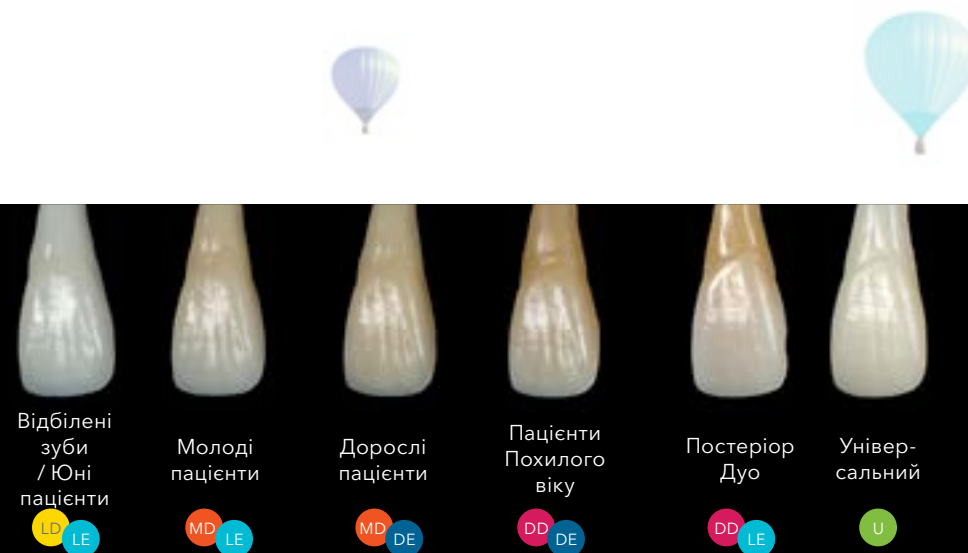 Відбілені
зуби
/ Юні
пацієнти
LD
LE
Молоді
пацієнти
MD
LE
Дорослі
пацієнти
MD
DE
Пацієнти
Похилого
віку
DD
DE
Постеріор
Дуо
DD
LE
Універ-
сальний
U